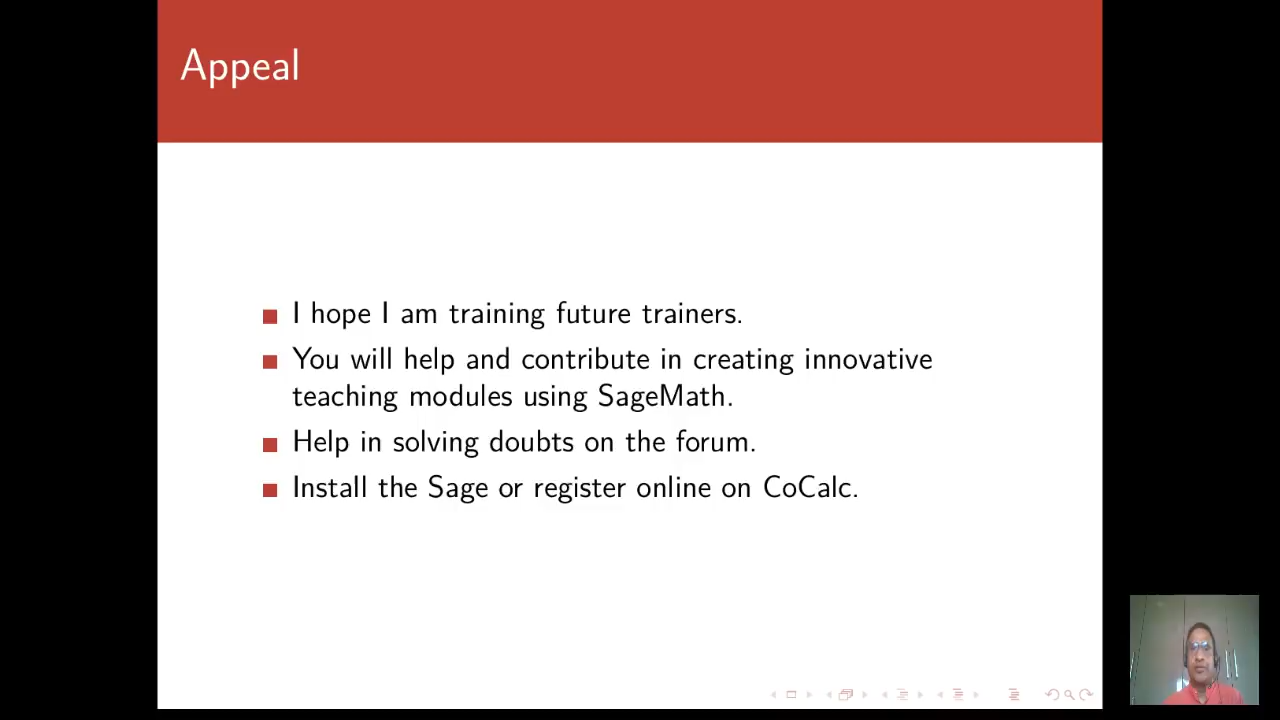 Appeal
I hope I am training future trainers.
You will help and contribute in creating innovative
teaching modules using SageMath.
Help in solving doubts on the forum.
Install the Sage or register online on CoCalc.